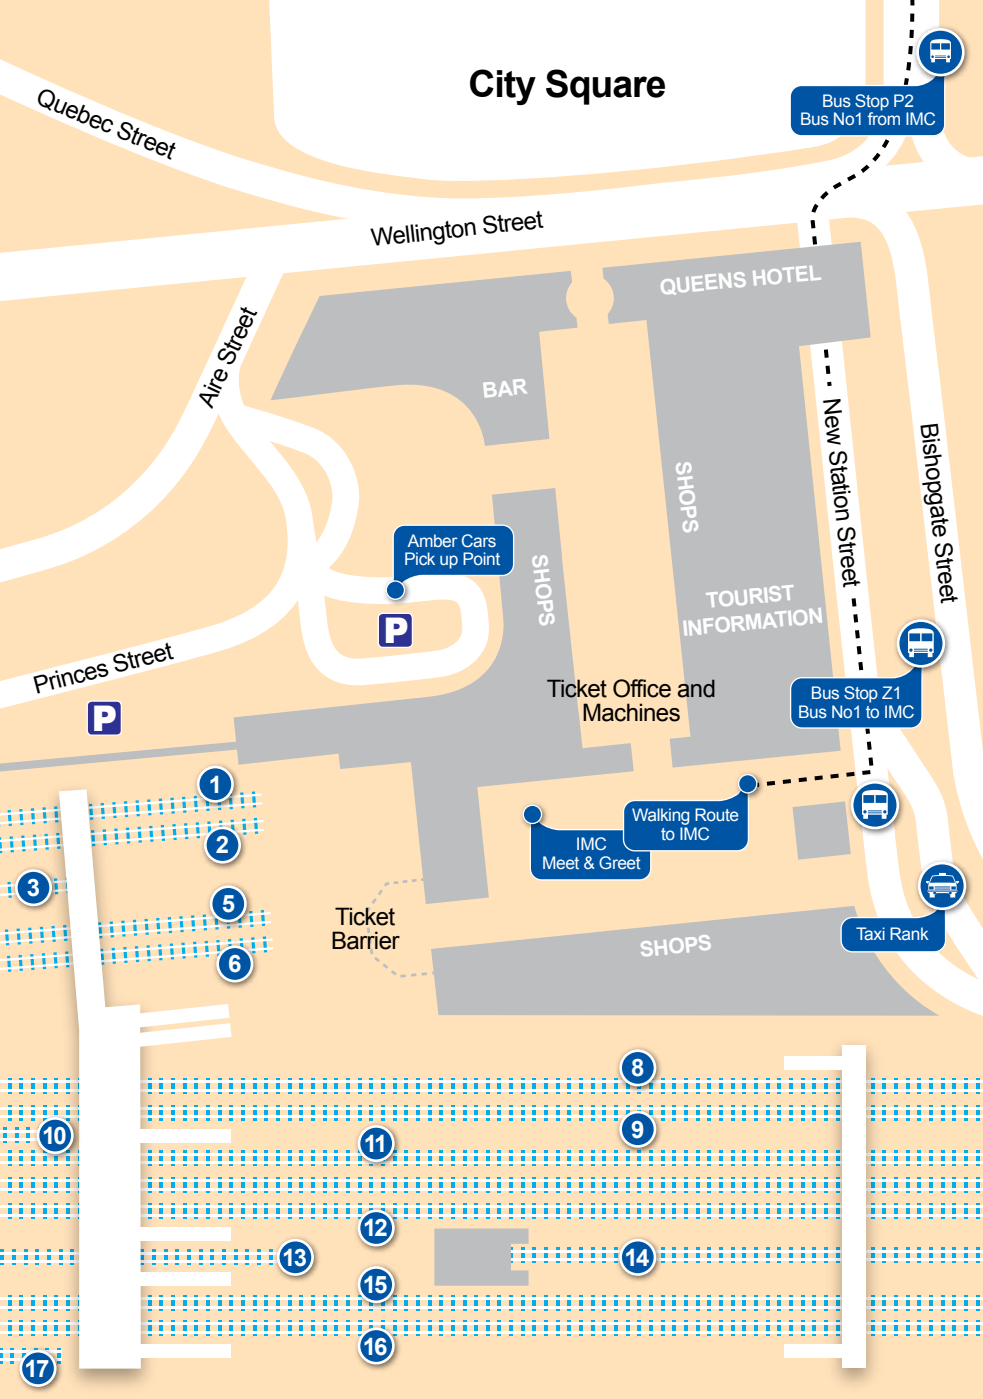 City Square
Bus Stop P2
Bus No1 from IMC
Quebec Street
Wellington Street
QUEENS HOTEL
Aire Street
BAR
New Station Street
Bishopgate Street
SHOPS
Amber Cars
Pick up Point
SHOPS
P
TOURIST
INFORMATION
Princes Street
P
Ticket Office and
Machines
Bus Stop Z1
Bus No1 to IMC
1
2
3
5
6
Walking Route
to IMC
IMC
Meet & Greet
Ticket
Barrier
SHOPS
Taxi Rank
8
9
10
11
12
13
14
15
16
17